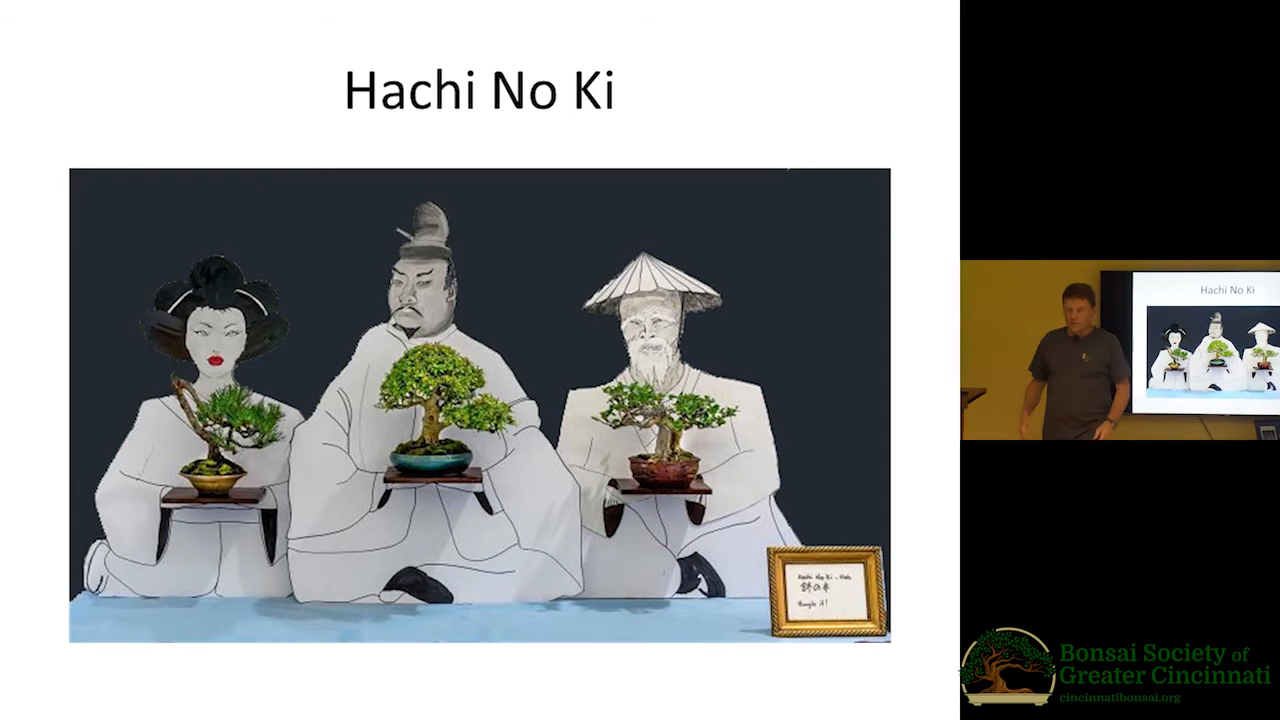 Hachi No Ki
Hachi No Ki - Noh
鉢の木
Google it!
Hachi No Ki
Bonsai Society of
Greater Cincinnati
cincinnatibonsai.org